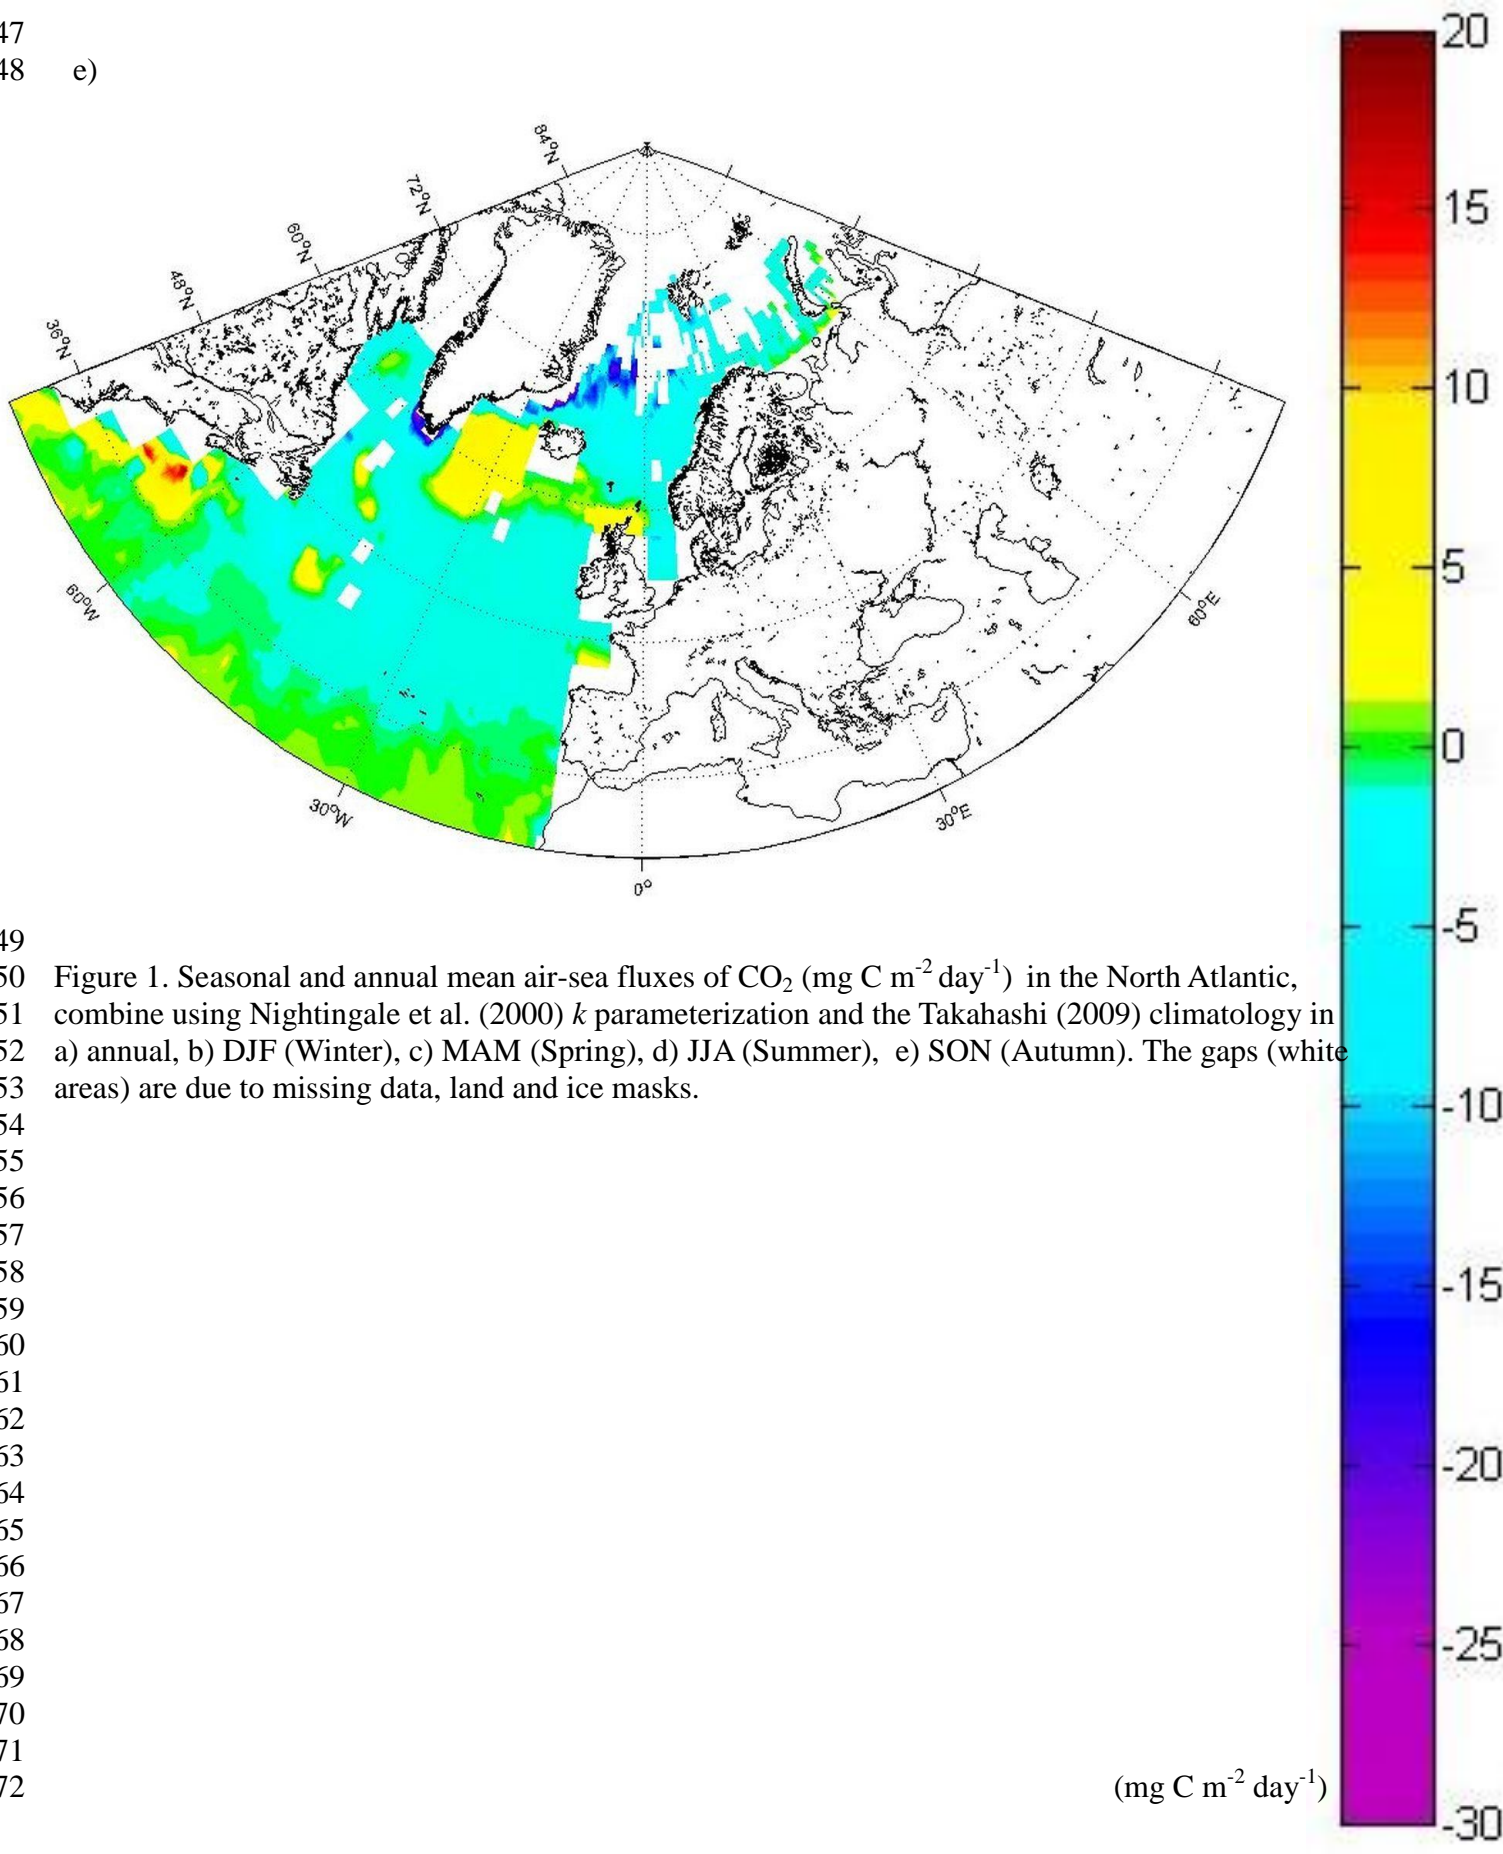 47
48 e)
84°N
72°N
60°N
48°N
36°N
60°W
30°W
0°
30°E
60°E
49
50 Figure 1. Seasonal and annual mean air-sea fluxes of CO₂ (mg C m⁻² day⁻¹) in the North Atlantic,
51 combine using Nightingale et al. (2000) k parameterization and the Takahashi (2009) climatology in
52 a) annual, b) DJF (Winter), c) MAM (Spring), d) JJA (Summer), e) SON (Autumn). The gaps (white
53 areas) are due to missing data, land and ice masks.
54
55
56
57
58
59
60
61
62
63
64
65
66
67
68
69
70
71
72 (mg C m⁻² day⁻¹)
20
15
10
5
0
-5
-10
-15
-20
-25
-30